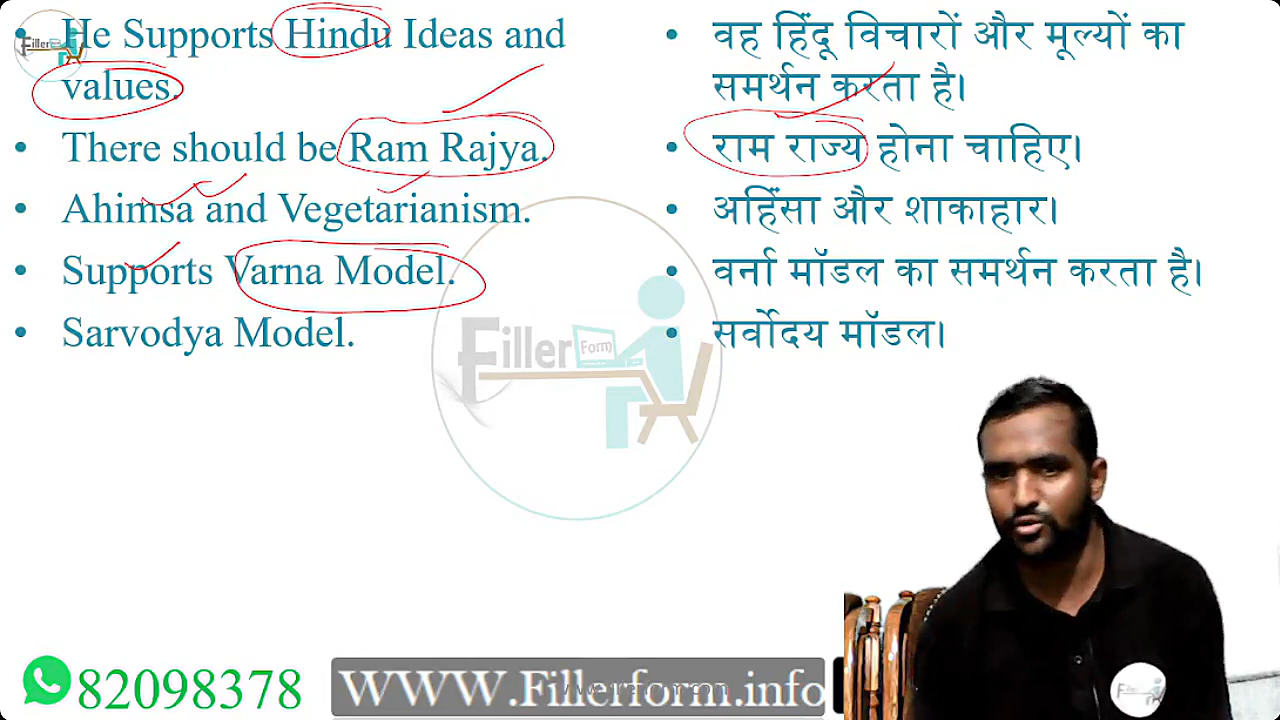 He Supports Hindu Ideas and
values.
There should be Ram Rajya.
Ahimsa and Vegetarianism.
Supports Varna Model.
Sarvodya Model.
वह हिंदू विचारों और मूल्यों का
समर्थन करता है।
राम राज्य होना चाहिए।
अहिंसा और शाकाहार।
वर्ना मॉडल का समर्थन करता है।
सर्वोदय मॉडल।
Filler Form
82098378
WWW.Fillerform.info